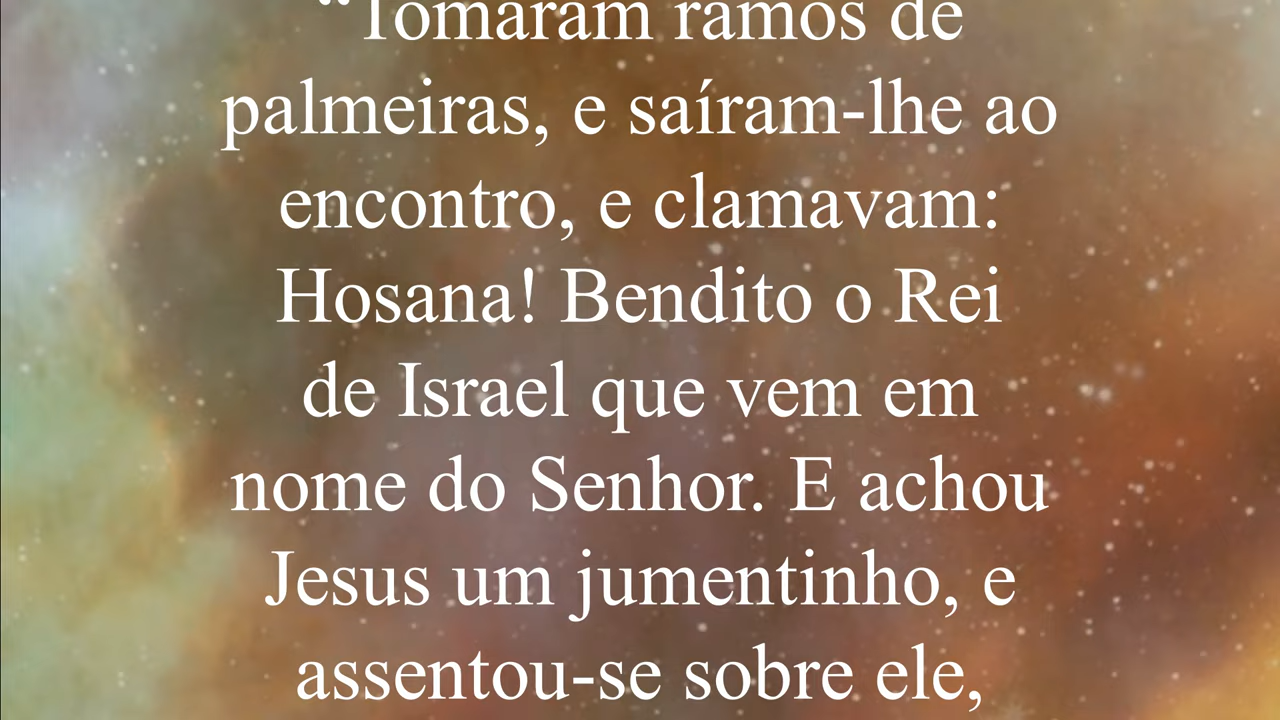 “Tomaram ramos de
palmeiras, e saíram-lhe ao
encontro, e clamavam:
Hosana! Bendito o Rei
de Israel que vem em
nome do Senhor. E achou
Jesus um jumentinho, e
assentou-se sobre ele,